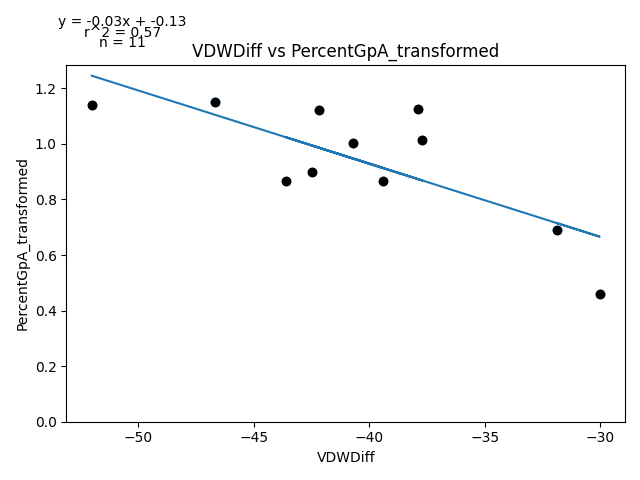 y = -0.03x + -0.13
r^2 = 0.57
n = 11
VDWDiff vs PercentGpA_transformed
1.2
1.0
0.8
0.6
0.4
0.2
0.0
PercentGpA_transformed
−50
−45
−40
−35
−30
VDWDiff